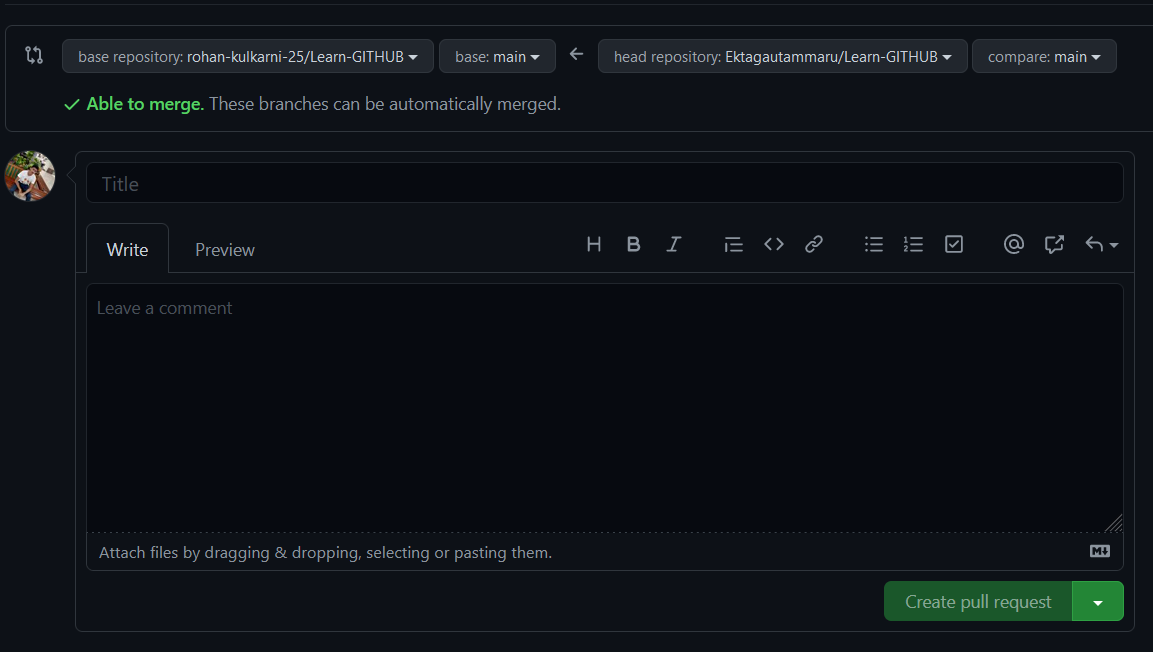 base repository: rohan-kulkarni-25/Learn-GITHUB base: main head repository: Ektagautammaru/Learn-GITHUB compare: main
Able to merge. These branches can be automatically merged.
Title
Write Preview
Leave a comment
Attach files by dragging & dropping, selecting or pasting them.
Create pull request